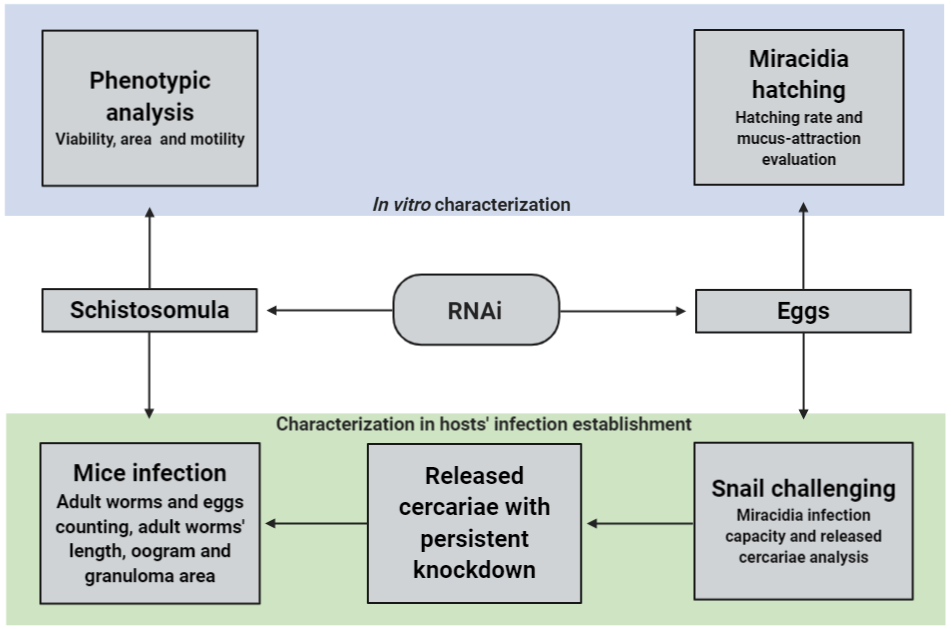 Phenotypic
analysis
Viability, area and motility
Miracidia
hatching
Hatching rate and
mucus-attraction
evaluation
In vitro characterization
Schistosomula
RNAi
Eggs
Characterization in hosts' infection establishment
Mice infection
Adult worms and eggs
counting, adult worms'
length, oogram and
granuloma area
Released
cercariae with
persistent
knockdown
Snail challenging
Miracidia infection
capacity and released
cercariae analysis